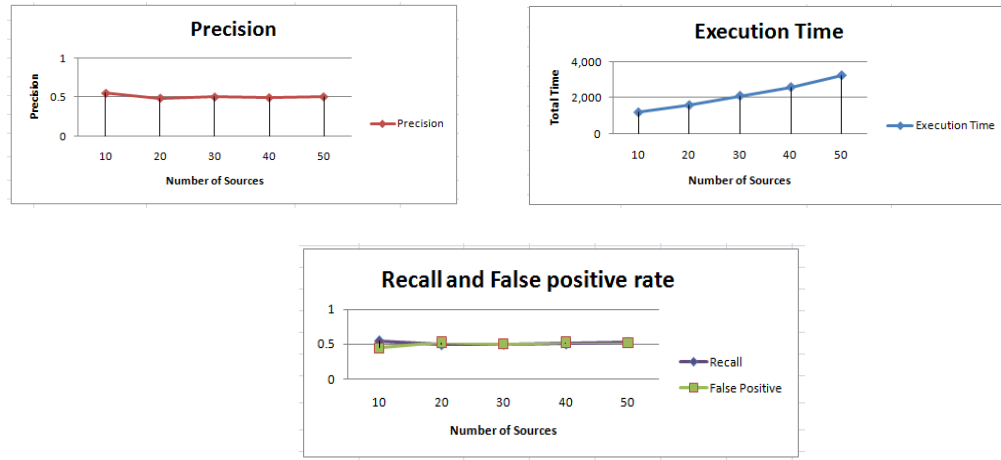 Precision
1
0.5
0
Precision
10 20 30 40 50
Number of Sources
Precision
Execution Time
4,000
2,000
0
Total Time
10 20 30 40 50
Number of Sources
Execution Time
Recall and False positive rate
1
0.5
0
10 20 30 40 50
Number of Sources
Recall
False Positive